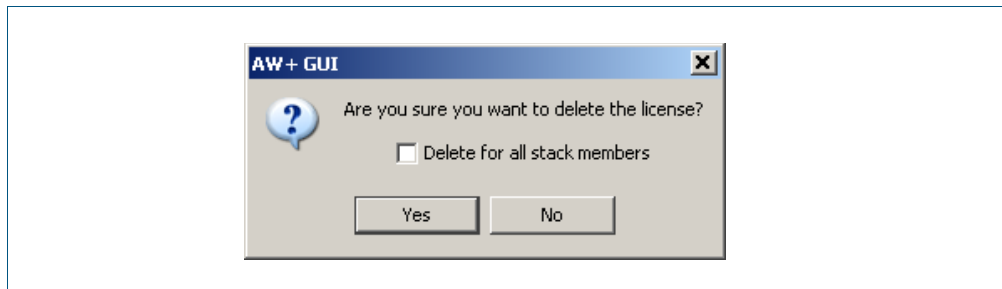 AW+ GUI
Are you sure you want to delete the license?
Delete for all stack members
Yes No